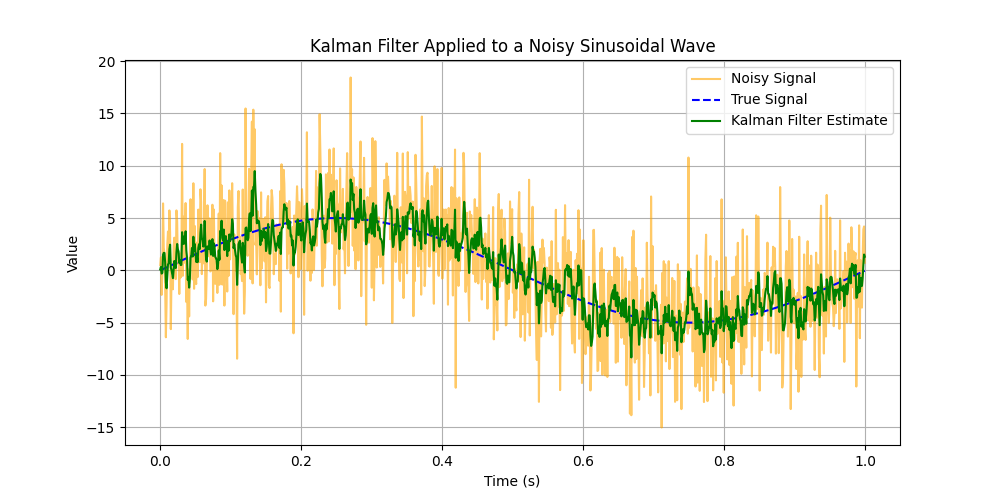 Kalman Filter Applied to a Noisy Sinusoidal Wave
Noisy Signal
True Signal
Kalman Filter Estimate
Value
20
15
10
5
0
−5
−10
−15
0.0 0.2 0.4 0.6 0.8 1.0
Time (s)